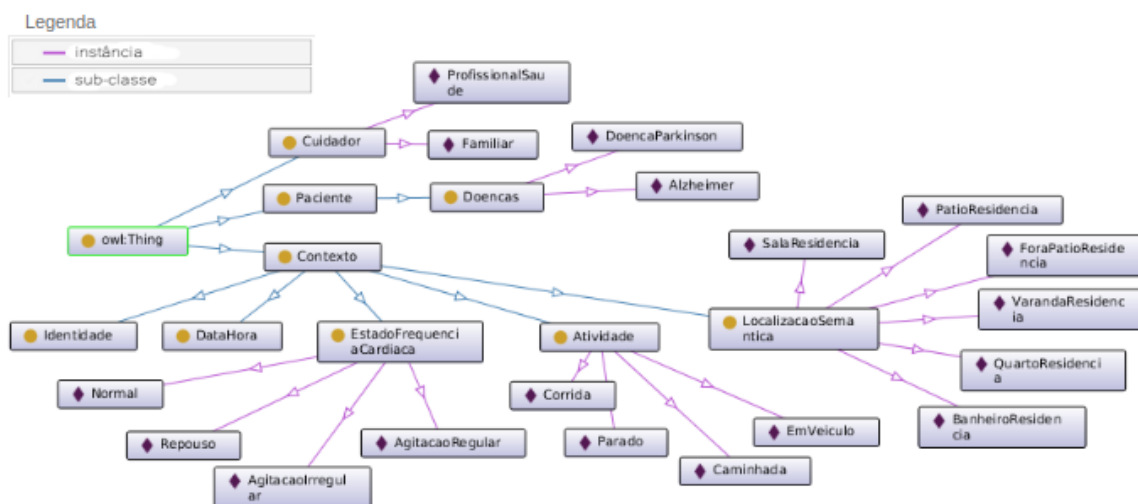 Legenda
instância
sub-classe
ProfissionalSau
de
Cuidador
Familiar
DoencaParkinson
Paciente
Doencas
Alzheimer
owl:Thing
Contexto
SalaResidencia
PatioResidencia
ForaPatioReside
ncia
VarandaResidenc
ia
Identidade
DataHora
EstadoFrequenc
iaCardiaca
Atividade
LocalizacaoSema
ntica
QuartoResidenci
a
Normal
Corrida
BanheiroResiden
cia
Repouso
AgitacaoRegular
Parado
EmVeiculo
AgitacaoIrregul
ar
Caminhada